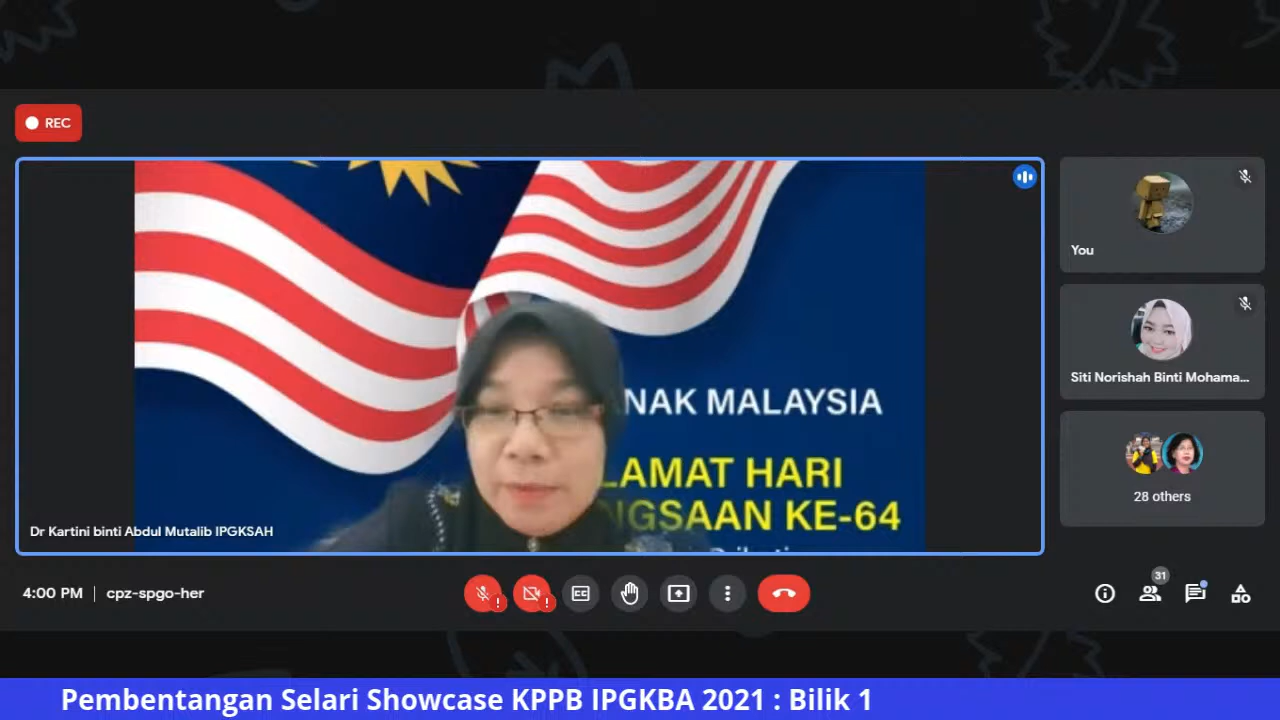 REC
NAK MALAYSIA
LAMAT HARI
NGSAAN KE-64
Dr Kartini binti Abdul Mutalib IPGKSAH
You
Siti Norishah Binti Mohama...
28 others
4:00 PM | cpz-spgo-her
31
Pembentangan Selari Showcase KPPB IPGKBA 2021 : Bilik 1